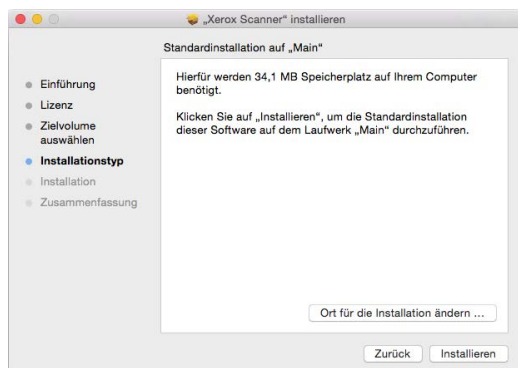 „Xerox Scanner“ installieren
Standardinstallation auf „Main“
Einführung
Lizenz
Zielvolume
auswählen
Installationstyp
Installation
Zusammenfassung
Hierfür werden 34,1 MB Speicherplatz auf Ihrem Computer
benötigt.
Klicken Sie auf „Installieren“, um die Standardinstallation
dieser Software auf dem Laufwerk „Main“ durchzuführen.
Ort für die Installation ändern ...
Zurück
Installieren